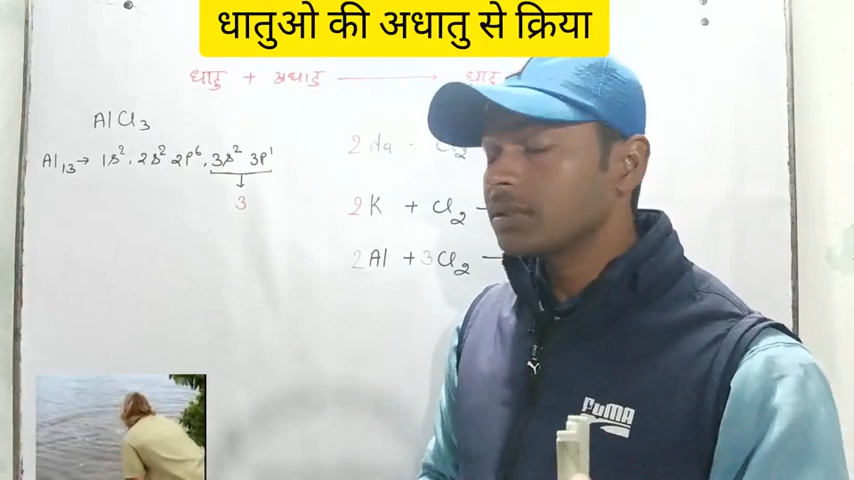 धातुओ की अधातु से क्रिया
धातु + अधातु ⟶ धातु
AlCl₃
Al₁₃→ 1s², 2s² 2p⁶, 3s² 3p¹
↓
3
2Na + Cl₂
2K + Cl₂ —
2Al + 3Cl₂ —
PUMA